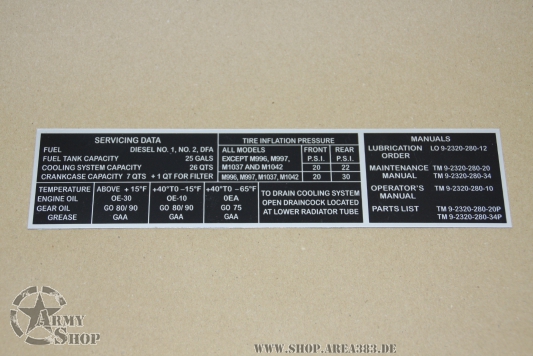 SERVICING DATA
FUEL DIESEL NO. 1, NO. 2, DFA
FUEL TANK CAPACITY 25 GALS
COOLING SYSTEM CAPACITY 26 QTS
CRANKCASE CAPACITY 7 QTS + 1 QT FOR FILTER
TIRE INFLATION PRESSURE
ALL MODELS FRONT REAR
EXCEPT M996, M997, P.S.I. P.S.I.
M1037 AND M1042 20 22
M996, M997, M1037, M1042 20 30
MANUALS
LUBRICATION LO 9-2320-280-12
ORDER
MAINTENANCE TM 9-2320-280-20
MANUAL TM 9-2320-280-34
OPERATOR'S TM 9-2320-280-10
MANUAL
PARTS LIST TM 9-2320-280-20P
TM 9-2320-280-34P
TEMPERATURE ABOVE + 15°F +40°TO −15°F +40°TO −65°F
ENGINE OIL OE-30 OE-10 OEA
GEAR OIL GO 80/ 90 GO 80/ 90 GO 75
GREASE GAA GAA GAA
TO DRAIN COOLING SYSTEM
OPEN DRAINCOCK LOCATED
AT LOWER RADIATOR TUBE
ARMY
SHOP
WWW.SHOP.AREA383.DE